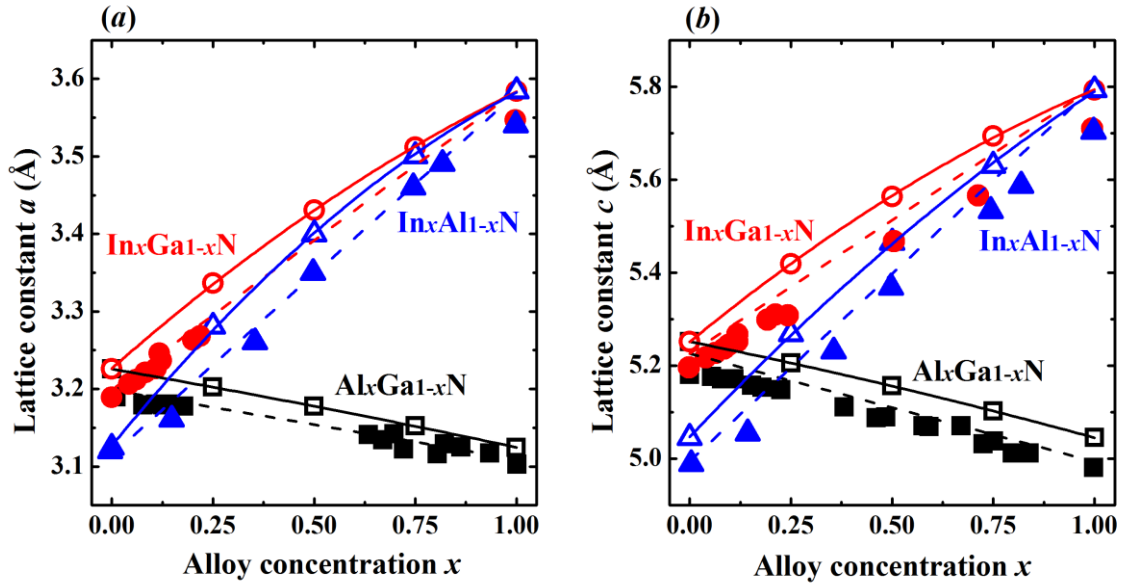 (a)
Lattice constant a (Å)
3.6
3.5
3.4
3.3
3.2
3.1
InxGa1-xN
InxAl1-xN
AlxGa1-xN
0.00 0.25 0.50 0.75 1.00
Alloy concentration x
(b)
Lattice constant c (Å)
5.8
5.6
5.4
5.2
5.0
InxGa1-xN
InxAl1-xN
AlxGa1-xN
0.00 0.25 0.50 0.75 1.00
Alloy concentration x